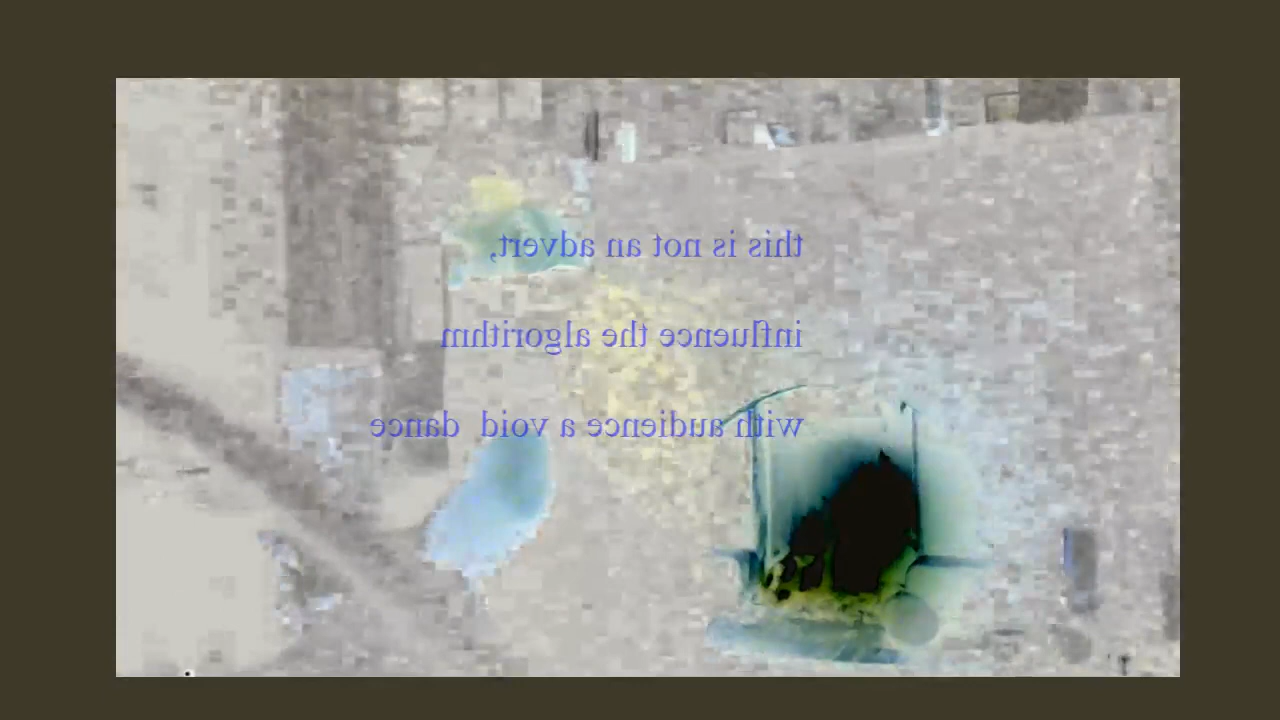 this is not an advert,
influence the algorithm
with audience a void  dance